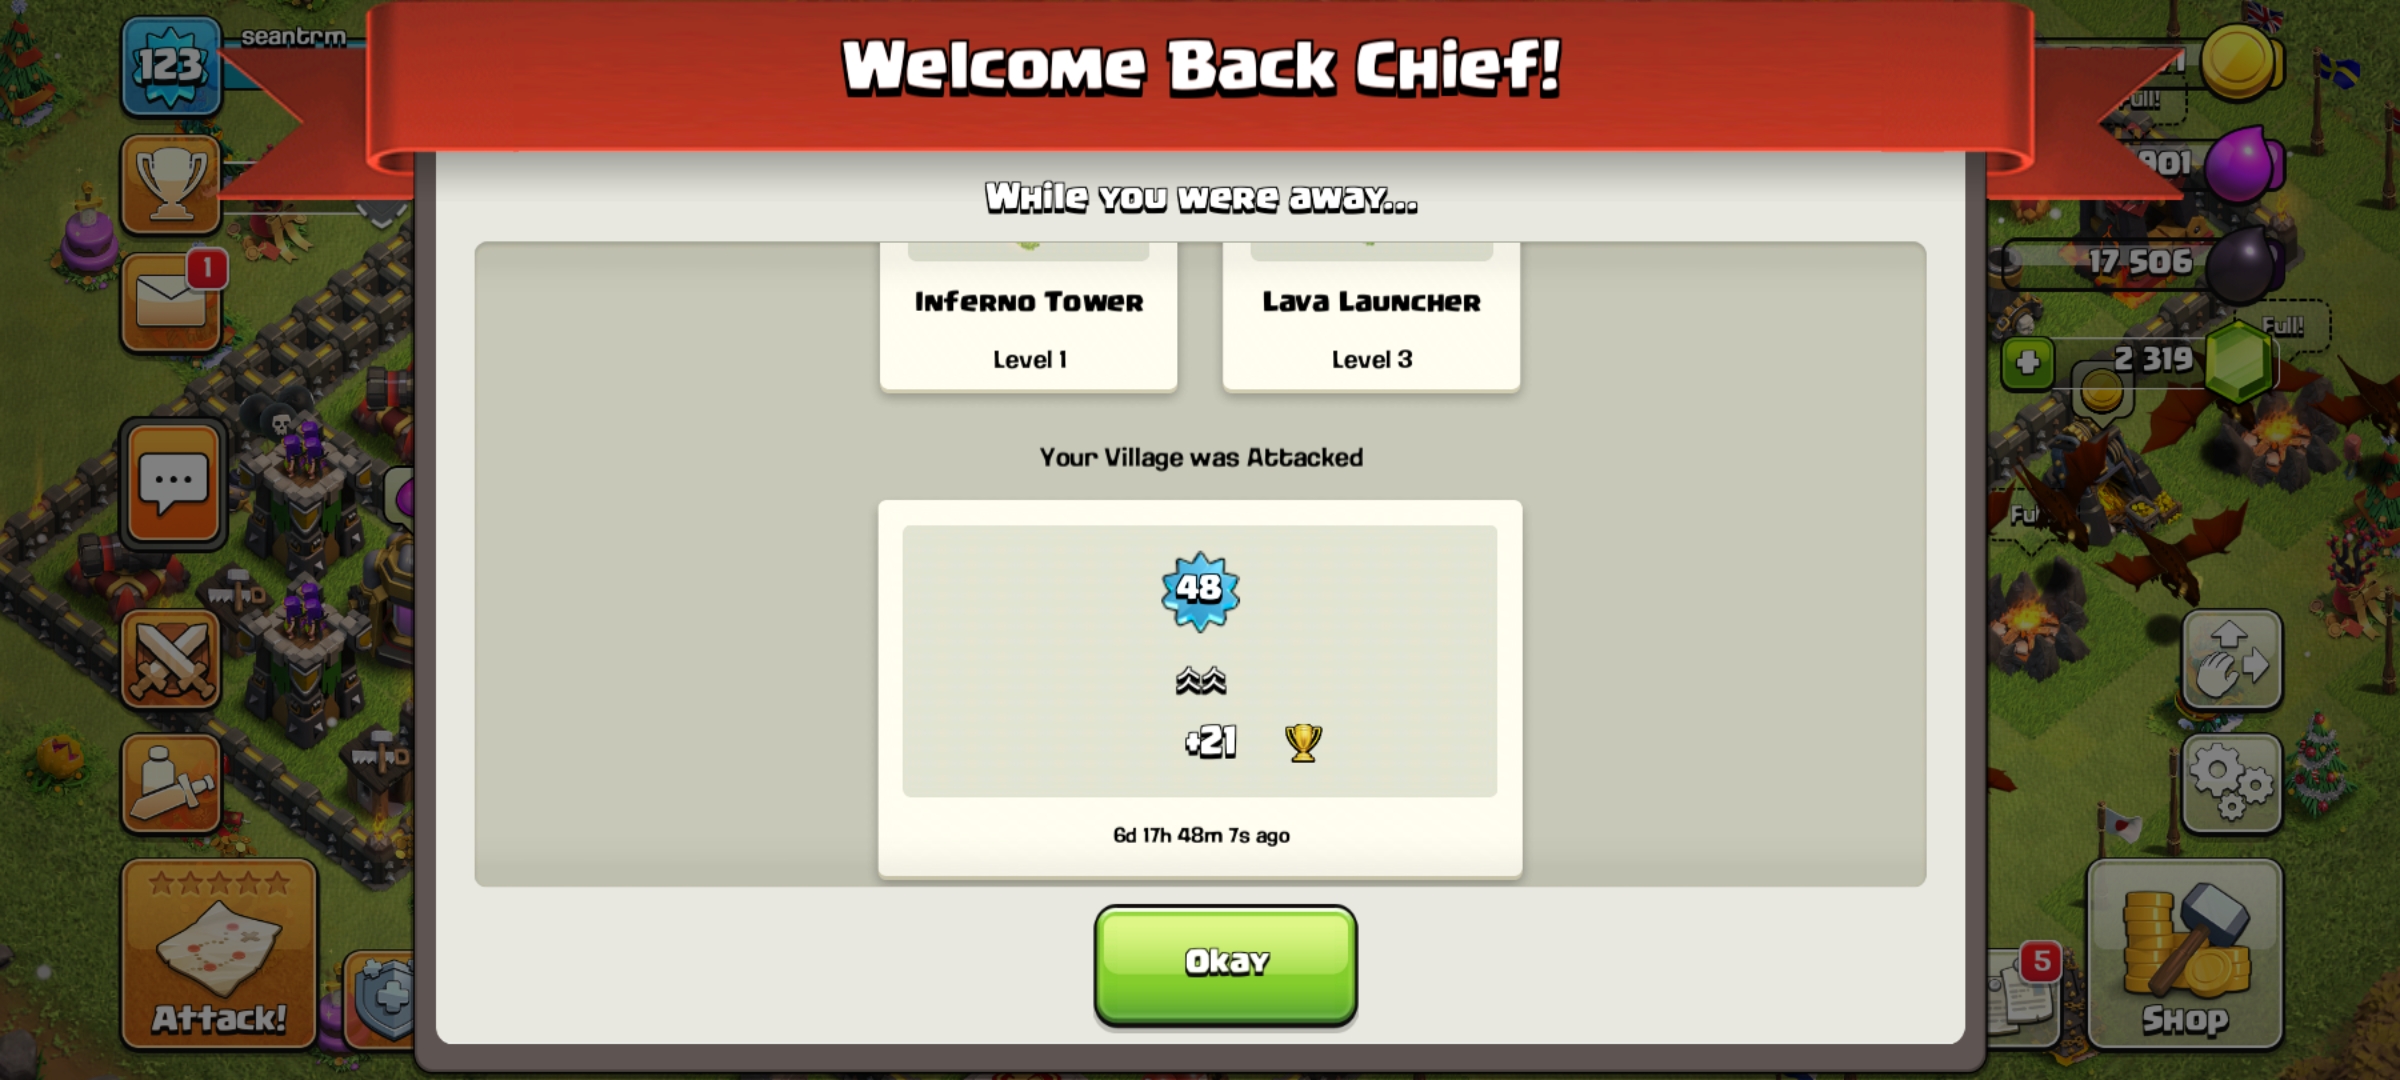 123
seantrm
Welcome Back Chief!
While you were away...
Full!
901
1
17 506
Full!
2 319
Inferno Tower
Lava Launcher
Level 1
Level 3
Your Village was Attacked
48
+21
6d 17h 48m 7s ago
Okay
5
Attack!
Shop